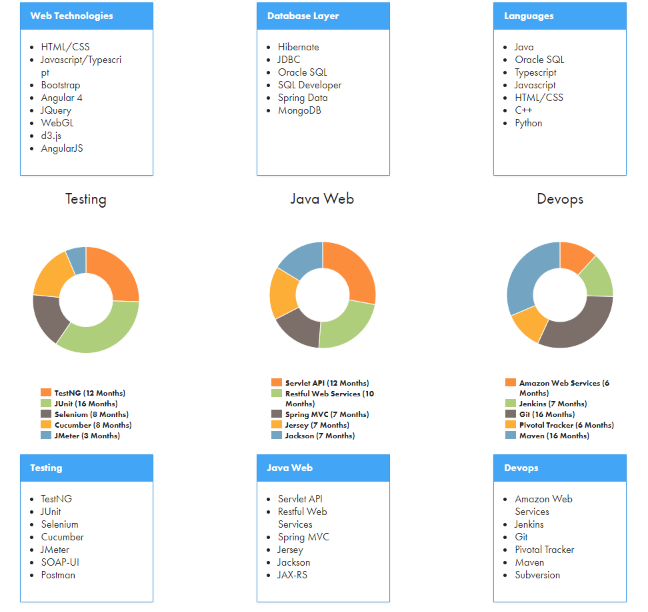 Web Technologies
HTML/CSS
Javascript/Typescri
pt
Bootstrap
Angular 4
JQuery
WebGL
d3.js
AngularJS
Database Layer
Hibernate
JDBC
Oracle SQL
SQL Developer
Spring Data
MongoDB
Languages
Java
Oracle SQL
Typescript
Javascript
HTML/CSS
C++
Python
Testing
TestNG (12 Months)
JUnit (16 Months)
Selenium (8 Months)
Cucumber (8 Months)
JMeter (3 Months)
Java Web
Servlet API (12 Months)
Restful Web Services (10
Months)
Spring MVC (7 Months)
Jersey (7 Months)
Jackson (7 Months)
Devops
Amazon Web Services (6
Months)
Jenkins (7 Months)
Git (16 Months)
Pivotal Tracker (6 Months)
Maven (16 Months)
Testing
TestNG
JUnit
Selenium
Cucumber
JMeter
SOAP-UI
Postman
Java Web
Servlet API
Restful Web
Services
Spring MVC
Jersey
Jackson
JAX-RS
Devops
Amazon Web
Services
Jenkins
Git
Pivotal Tracker
Maven
Subversion